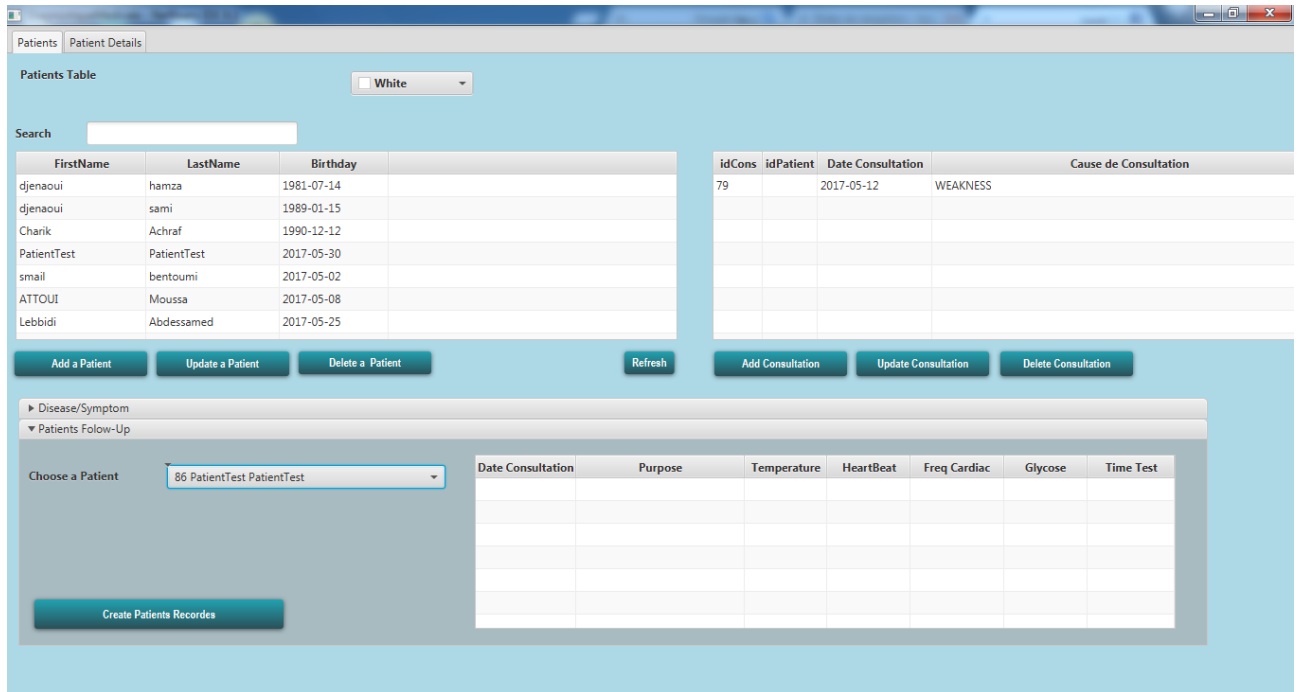 Patients Patient Details
Patients Table
White
Search
FirstName LastName Birthday
djenaoui hamza 1981-07-14
djenaoui sami 1989-01-15
Charik Achraf 1990-12-12
PatientTest PatientTest 2017-05-30
smail bentoumi 2017-05-02
ATTOUI Moussa 2017-05-08
Lebbidi Abdessamed 2017-05-25
idCons idPatient Date Consultation Cause de Consultation
79 2017-05-12 WEAKNESS
Add a Patient Update a Patient Delete a Patient Refresh Add Consultation Update Consultation Delete Consultation
Disease/Symptom
Patients Folow-Up
Choose a Patient 86 PatientTest PatientTest
Date Consultation Purpose Temperature HeartBeat Freq Cardiac Glycose Time Test
Create Patients Recordes